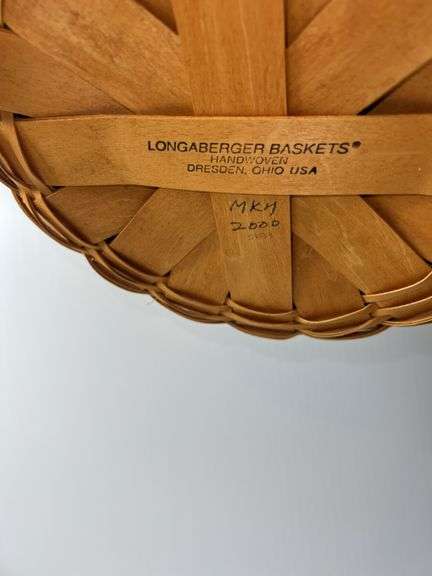 LONGABERGER BASKETS®
HANDWOVEN
DRESDEN, OHIO USA
MKH
2000